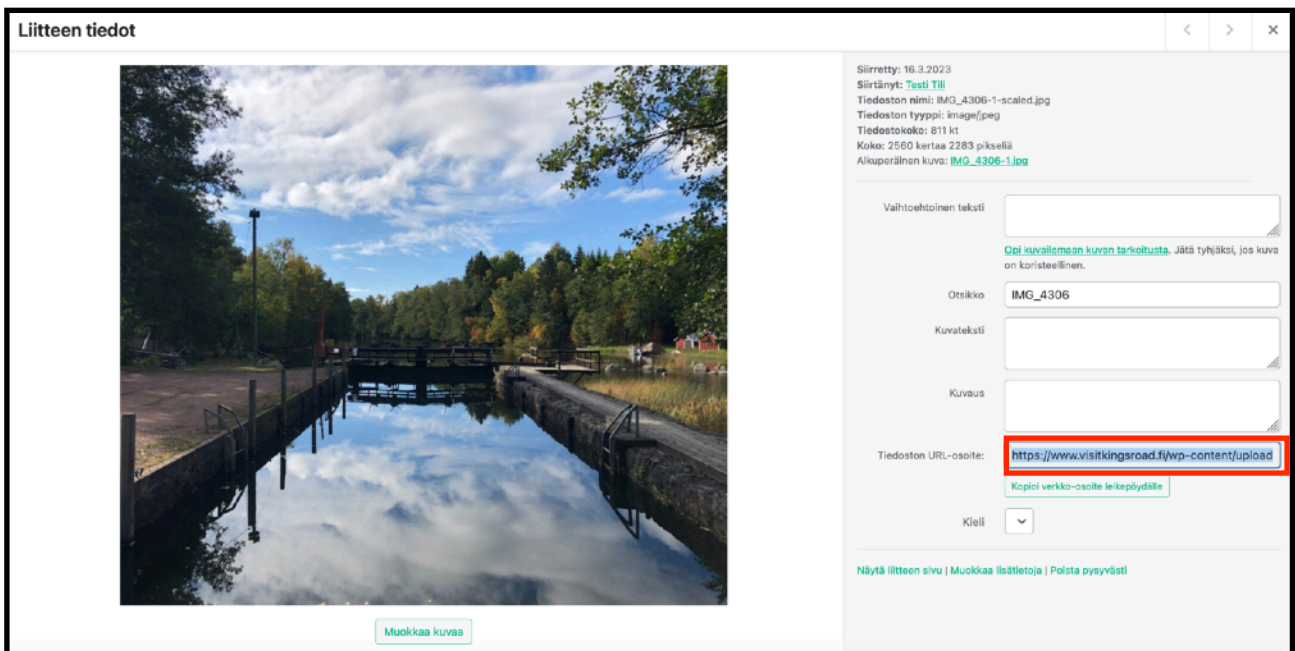 Liitteen tiedot
Siirretty: 16.3.2023
Siirtänyt: Testi Tili
Tiedoston nimi: IMG_4306-1-scaled.jpg
Tiedoston tyyppi: image/jpeg
Tiedostokoko: 811 kt
Koko: 2560 kertaa 2283 pikseliä
Alkuperäinen kuva: IMG_4306-1.jpg
Vaihtoehtoinen teksti
Opi kuvailemaan kuvan tarkoitusta. Jätä tyhjäksi, jos kuva
on koristeellinen.
Otsikko
IMG_4306
Kuvateksti
Kuvaus
Tiedoston URL-osoite:
https://www.visitkingsroad.fi/wp-content/upload
Kopioi verkko-osoite leikepöydälle
Kieli
Näytä liitteen sivu | Muokkaa lisätietoja | Poista pysyvästi
Muokkaa kuvaa